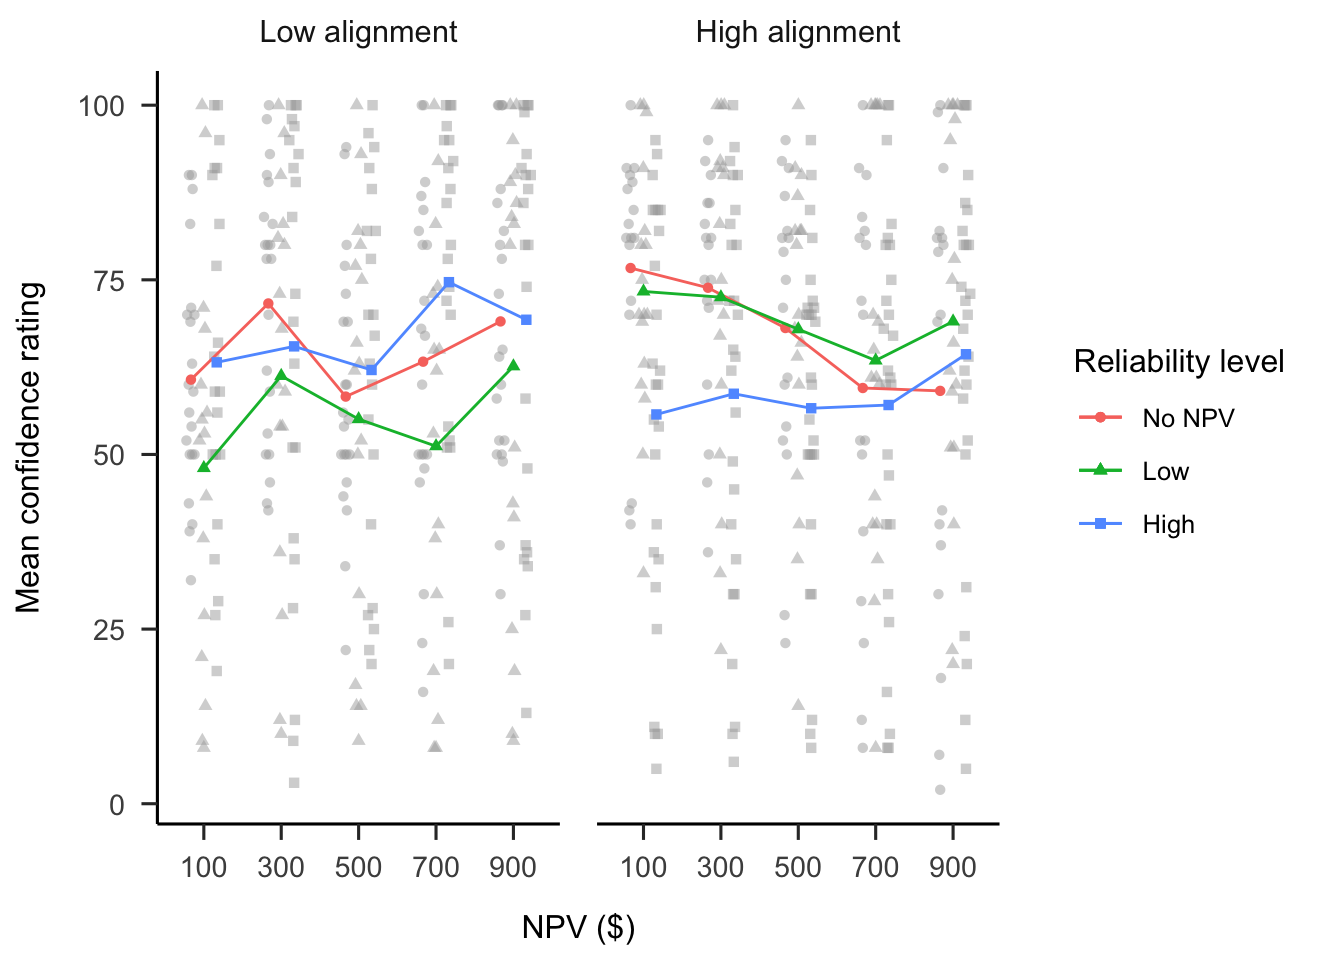 Low alignment
High alignment
Mean confidence rating
100
75
50
25
0
100 300 500 700 900
100 300 500 700 900
NPV ($)
Reliability level
No NPV
Low
High